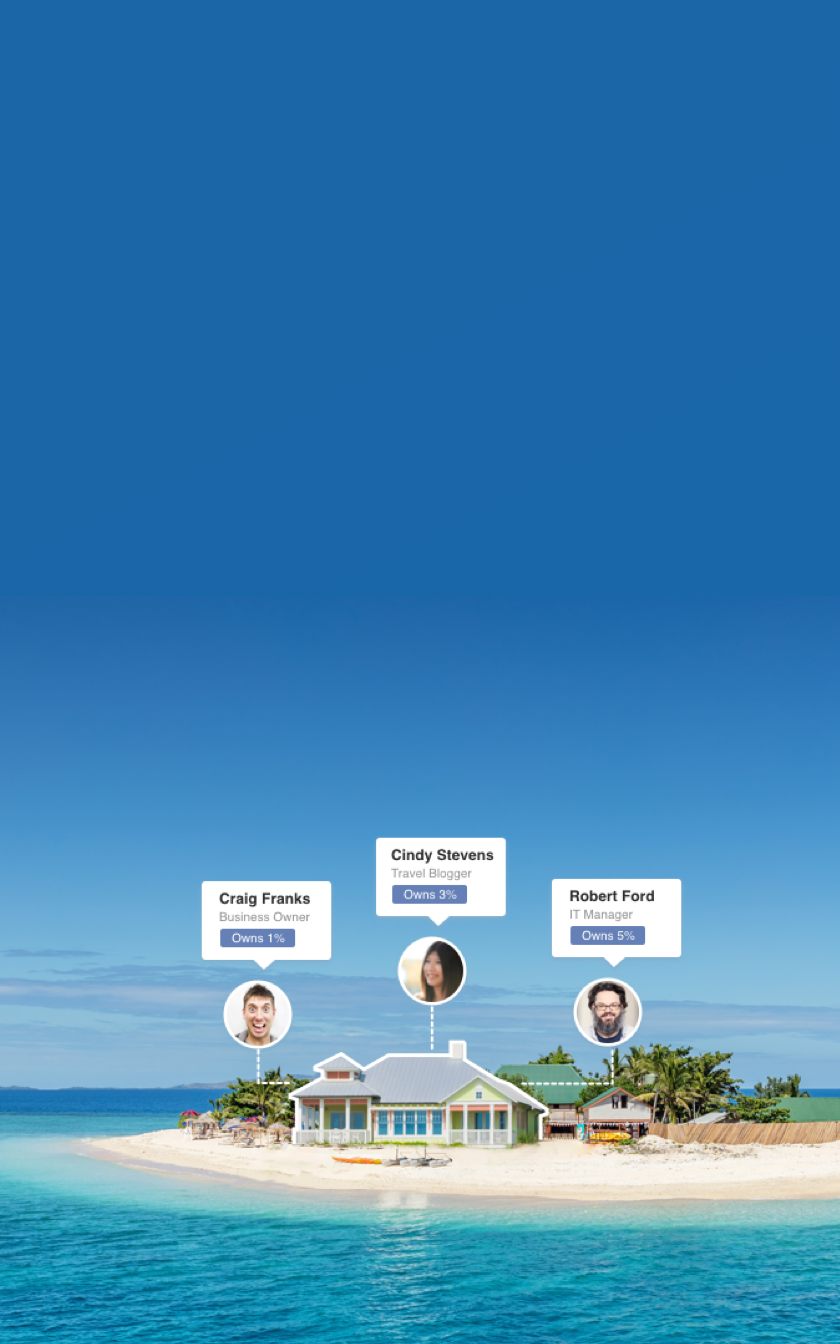 Cindy Stevens
Travel Blogger
Owns 3%
Craig Franks
Business Owner
Owns 1%
Robert Ford
IT Manager
Owns 5%